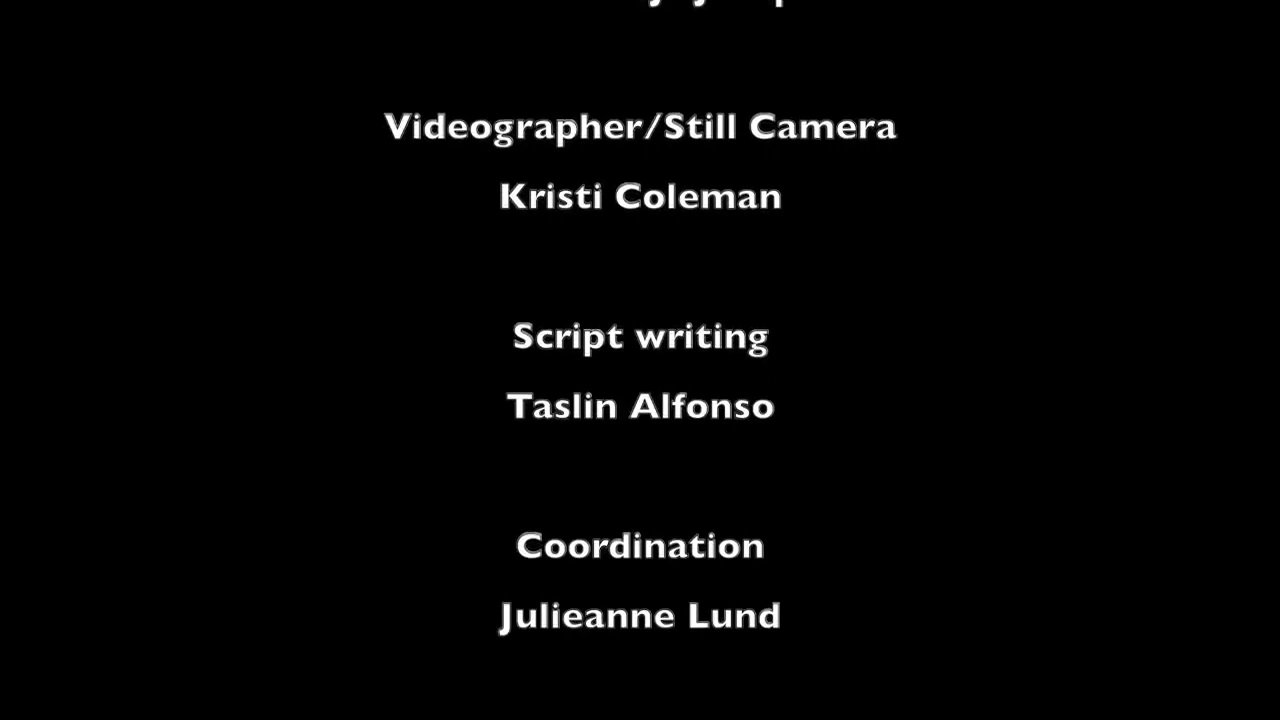 Videographer/Still Camera
Kristi Coleman
Script writing
Taslin Alfonso
Coordination
Julieanne Lund